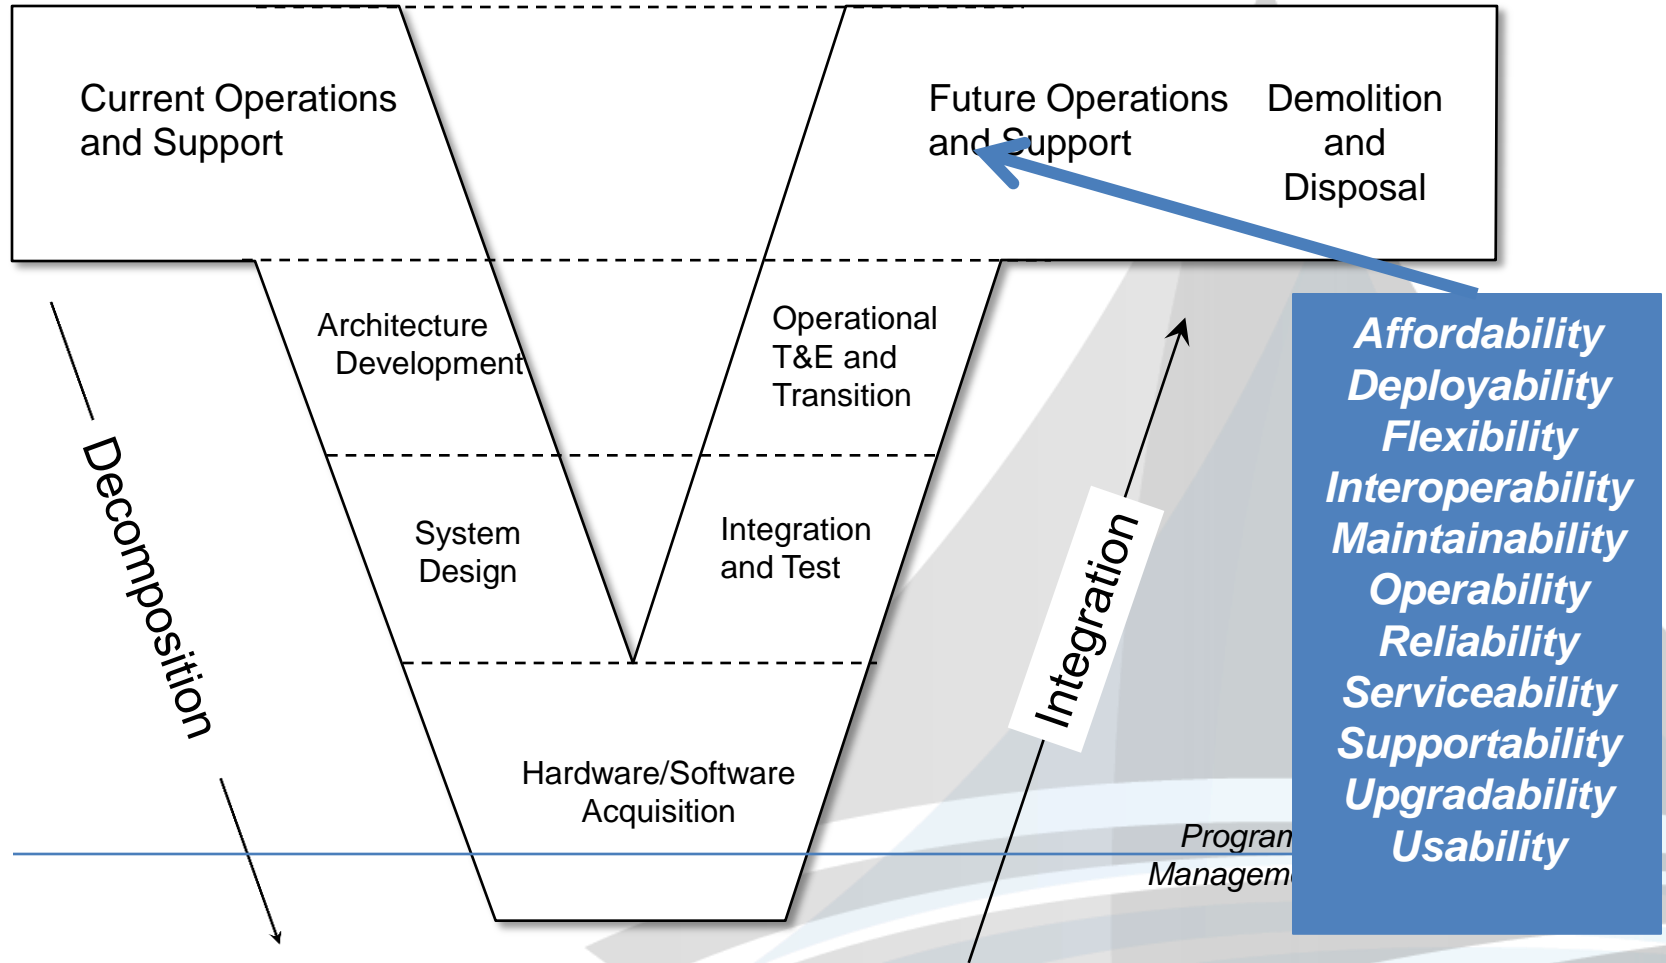 Current Operations
and Support
Future Operations
and Support
Demolition
and
Disposal
Architecture
Development
Operational
T&E and
Transition
System
Design
Integration
and Test
Hardware/Software
Acquisition
Decomposition
Integration
Affordability
Deployability
Flexibility
Interoperability
Maintainability
Operability
Reliability
Serviceability
Supportability
Upgradability
Usability